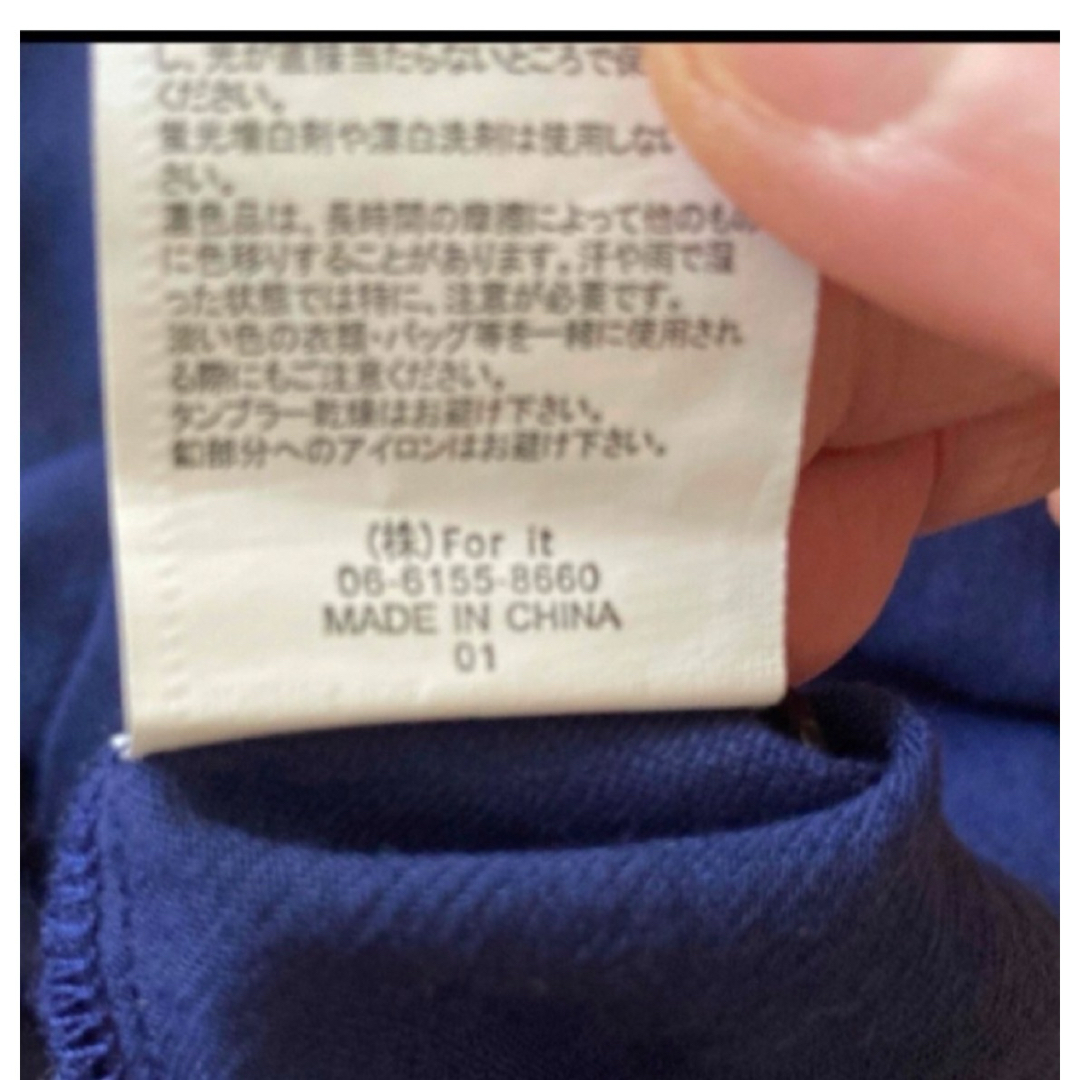 し、光が直接当たらないところで保
ください。
蛍光増白剤や漂白洗剤は使用しない
さい。
濃色品は、長時間の摩擦によって他のもの
に色移りすることがあります。汗や雨で湿
った状態では特に、注意が必要です。
淡い色の衣類・バッグ等を一緒に使用され
る際にもご注意ください。
タンブラー乾燥はお避け下さい。
釦部分へのアイロンはお避け下さい。
(株)For it
06-6155-8660
MADE IN CHINA
01